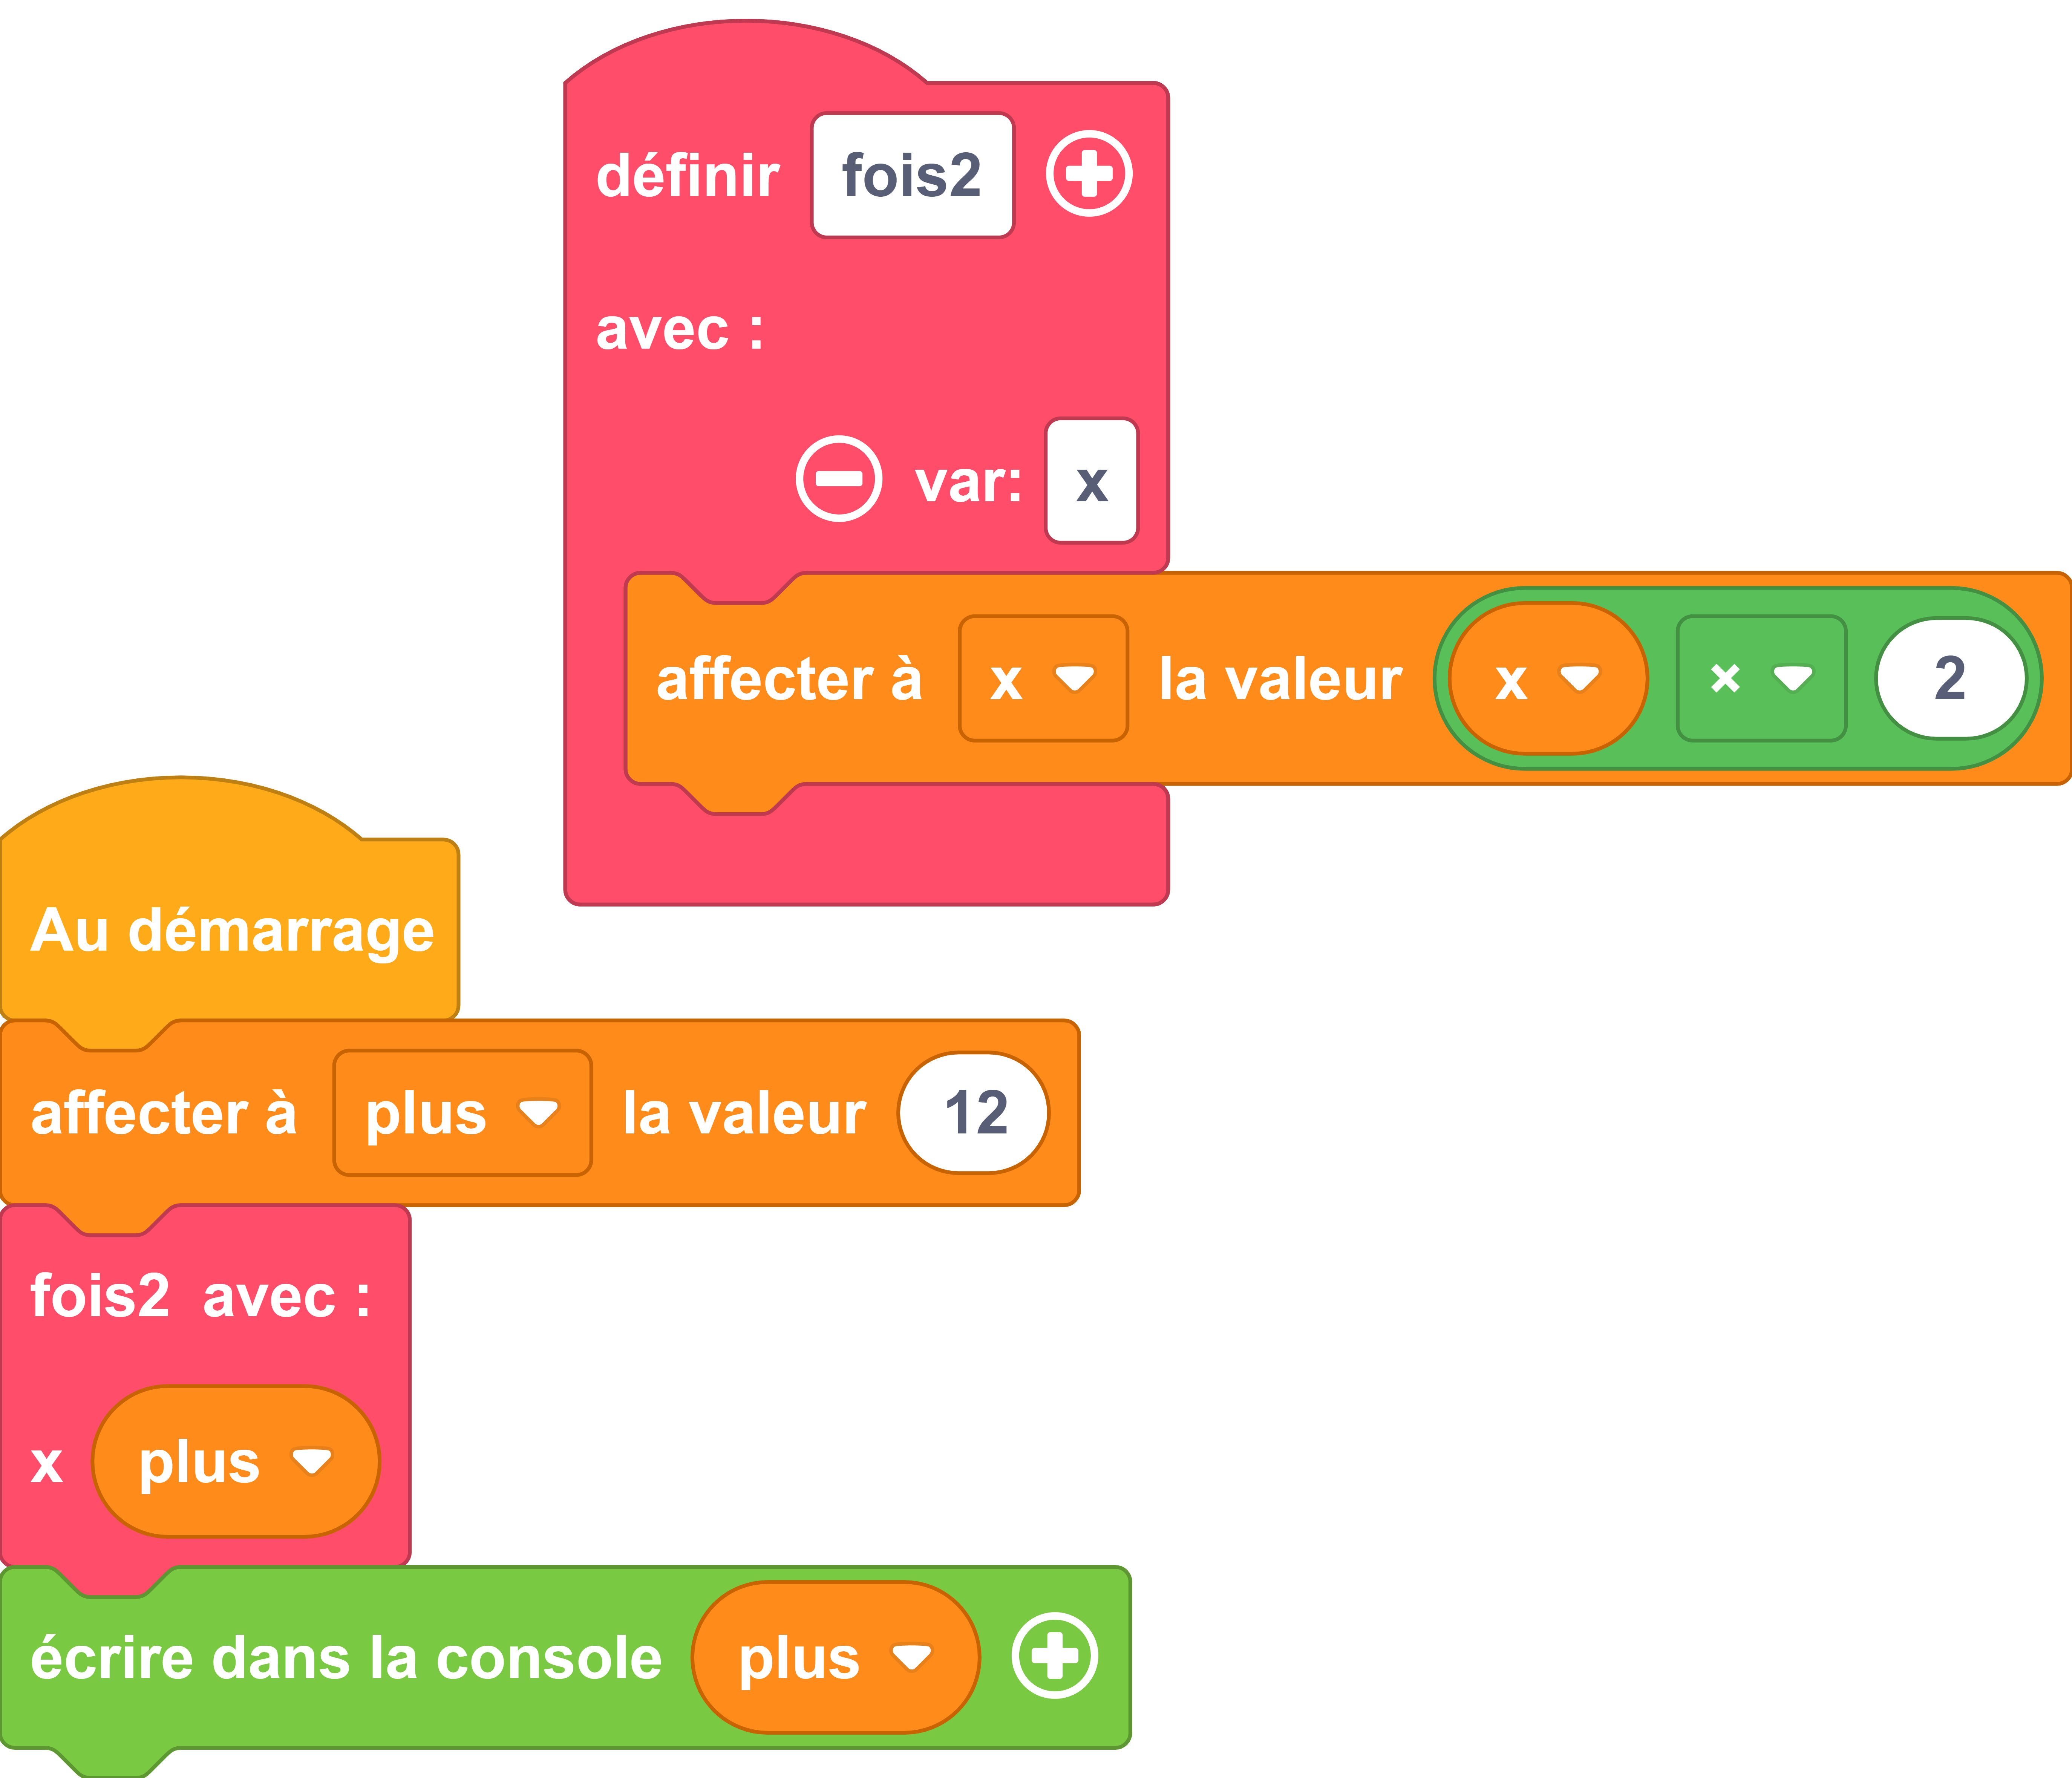 définir fois2
avec :
var: x
affecter à x la valeur x × 2
Au démarrage
affecter à plus la valeur 12
fois2 avec :
x plus
écrire dans la console plus